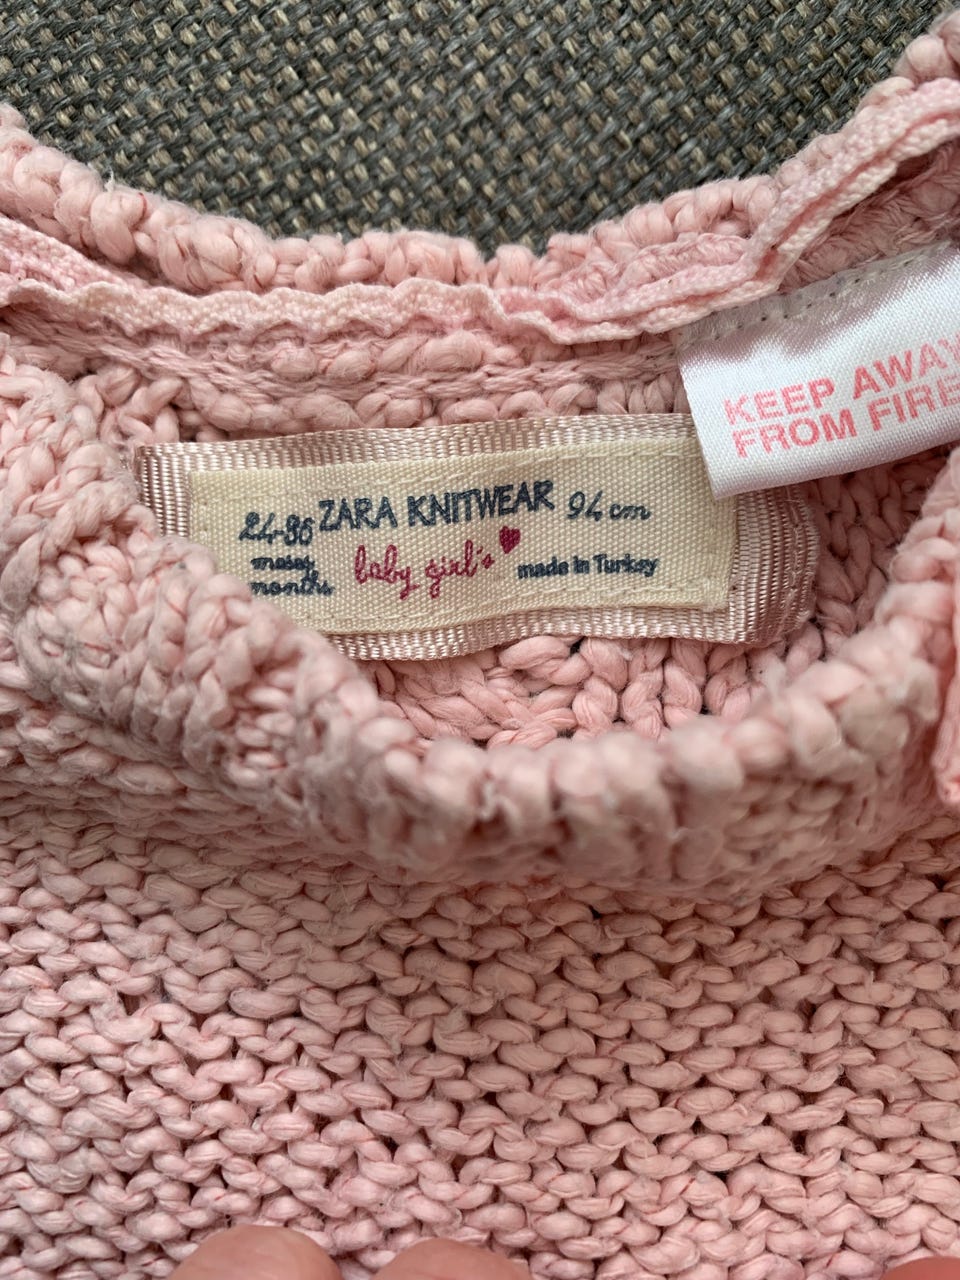 KEEP AWAY
FROM FIRE
24-36 ZARA KNITWEAR 94 cm
meses baby girl's made in Turkey
months